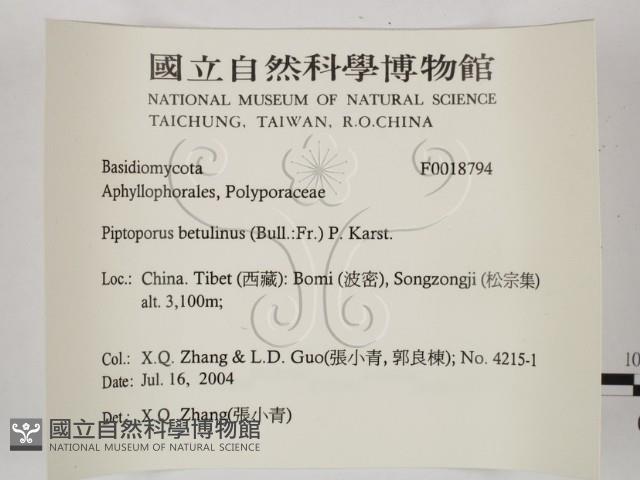 國立自然科學博物館
NATIONAL MUSEUM OF NATURAL SCIENCE
TAICHUNG, TAIWAN, R.O.CHINA
Basidiomycota F0018794
Aphyllophorales, Polyporaceae
Piptoporus betulinus (Bull.:Fr.) P. Karst.
Loc.: China. Tibet (西藏): Bomi (波密), Songzongji (松宗集)
alt. 3,100m;
Col.: X.Q. Zhang & L.D. Guo(張小青, 郭良棟); No. 4215-1
Date: Jul. 16, 2004
Det.: X.Q. Zhang(張小青)
國立自然科學博物館
NATIONAL MUSEUM OF NATURAL SCIENCE